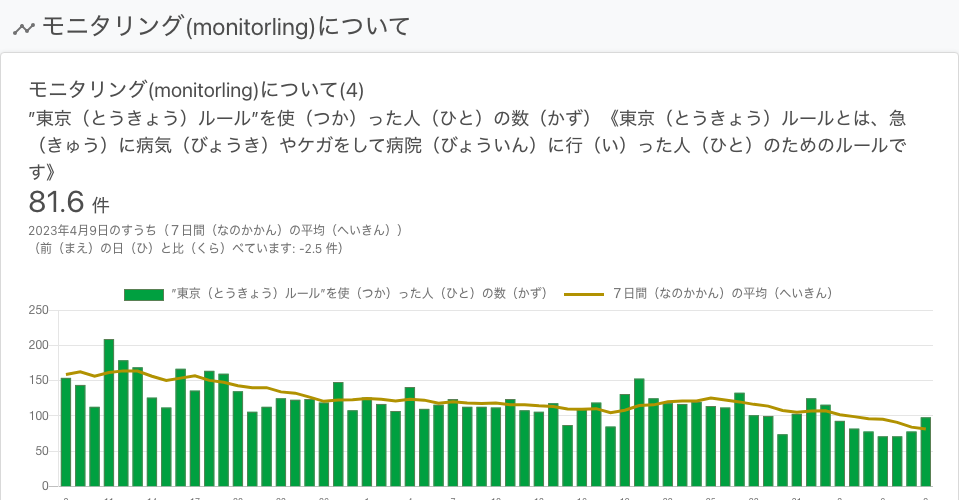 モニタリング(monitorling)について
モニタリング(monitorling)について(4)
”東京（とうきょう）ルール”を使（つか）った人（ひと）の数（かず）《東京（とうきょう）ルールとは、急
（きゅう）に病気（びょうき）やケガをして病院（びょういん）に行（い）った人（ひと）のためのルールで
す》
81.6 件
2023年4月9日のすうち（７日間（なのかかん）の平均（へいきん））
（前（まえ）の日（ひ）と比（くら）べています: -2.5 件）
”東京（とうきょう）ルール”を使（つか）った人（ひと）の数（かず） ７日間（なのかかん）の平均（へいきん）
250
200
150
100
50
0